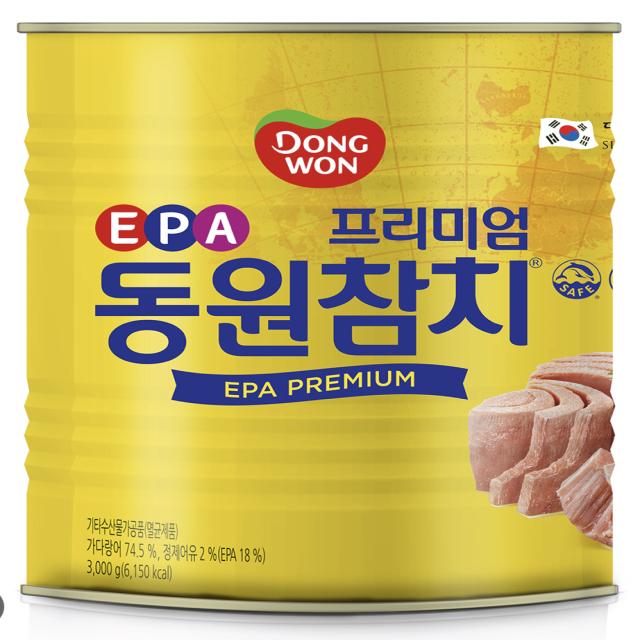 DONG
WON
EPA 프리미엄
동원참치®
SAFE
EPA PREMIUM
기타수산물가공품(멸균제품)
가다랑어 74.5 %, 정제어유 2 %(EPA 18 %)
3,000 g(6,150 kcal)